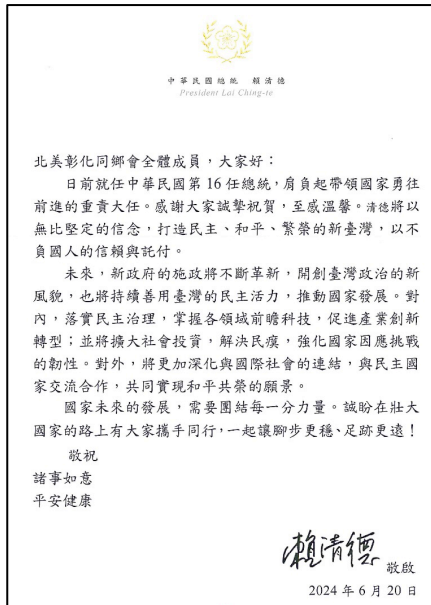 中華民國總統 賴清德
President Lai Ching-te
北美彰化同鄉會全體成員，大家好：
日前就任中華民國第16任總統，肩負起帶領國家勇往
前進的重責大任。感謝大家誠摯祝賀，至感溫馨。清德將以
無比堅定的信念，打造民主、和平、繁榮的新臺灣，以不
負國人的信賴與託付。
未來，新政府的施政將不斷革新，開創臺灣政治的新
風貌，也將持續善用臺灣的民主活力，推動國家發展。對
內，落實民主治理，掌握各領域前瞻科技，促進產業創新
轉型；並將擴大社會投資，解決民瘼，強化國家因應挑戰
的韌性。對外，將更加深化與國際社會的連結，與民主國
家交流合作，共同實現和平共榮的願景。
國家未來的發展，需要團結每一分力量。誠盼在壯大
國家的路上有大家攜手同行，一起讓腳步更穩、足跡更遠！
敬祝
諸事如意
平安健康
賴清德 敬啟
2024年6月20日